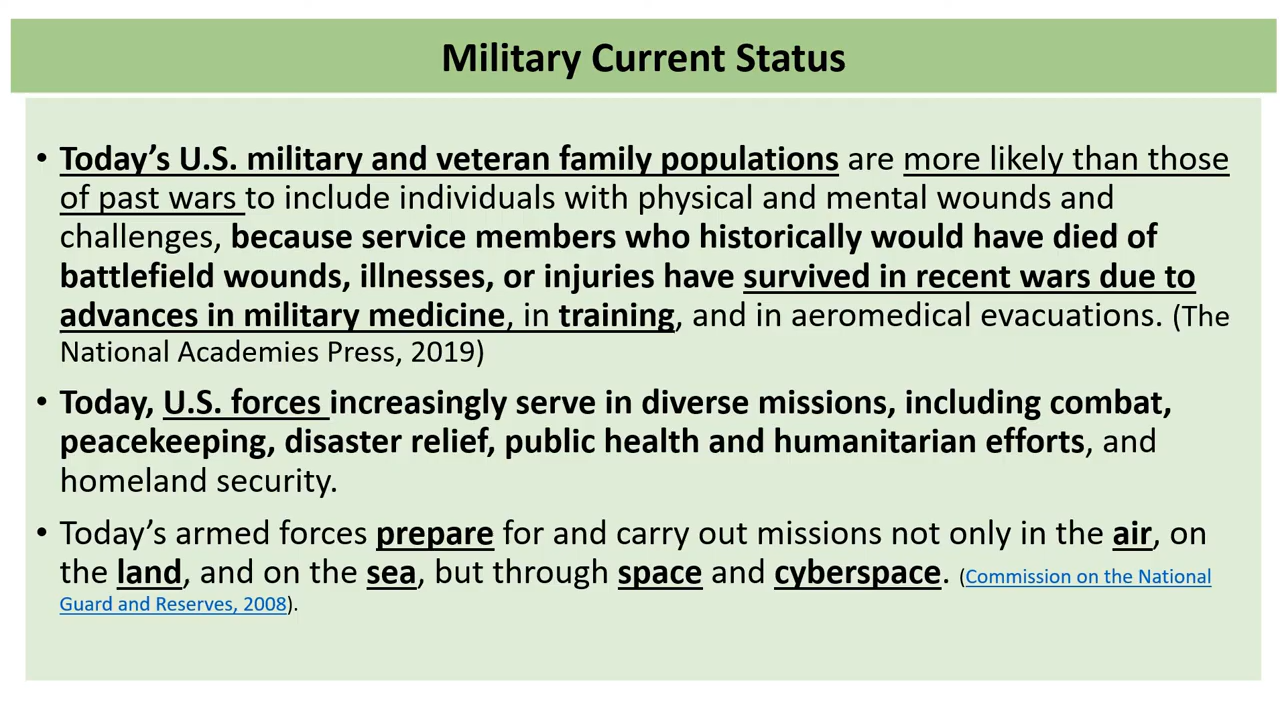 Military Current Status
• Today’s U.S. military and veteran family populations are more likely than those
of past wars to include individuals with physical and mental wounds and
challenges, because service members who historically would have died of
battlefield wounds, illnesses, or injuries have survived in recent wars due to
advances in military medicine, in training, and in aeromedical evacuations. (The
National Academies Press, 2019)
• Today, U.S. forces increasingly serve in diverse missions, including combat,
peacekeeping, disaster relief, public health and humanitarian efforts, and
homeland security.
• Today’s armed forces prepare for and carry out missions not only in the air, on
the land, and on the sea, but through space and cyberspace. (Commission on the National
Guard and Reserves, 2008).